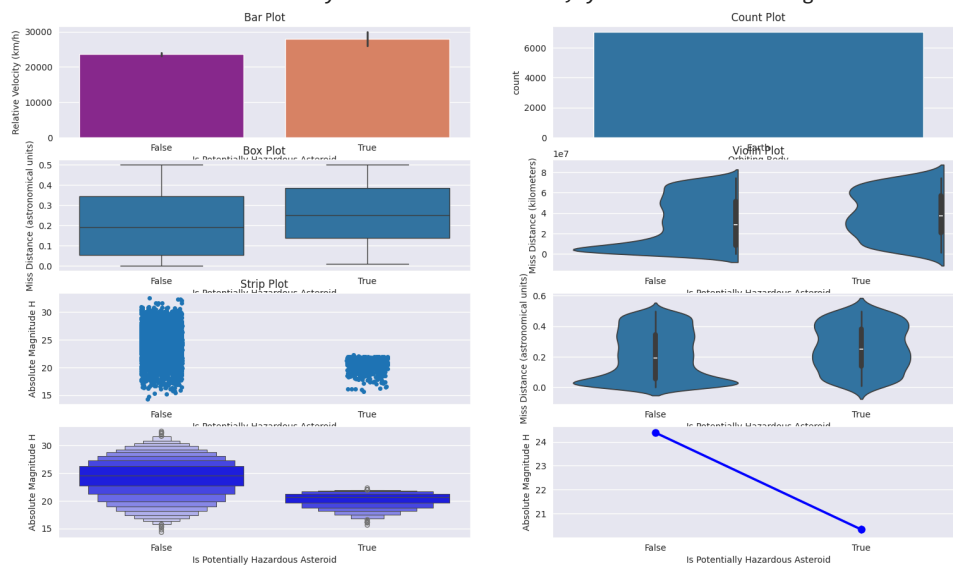 Bar Plot
Relative Velocity (km/h)
30000
20000
10000
0
False
True
Is Potentially Hazardous Asteroid
Count Plot
count
6000
4000
2000
0
Earth
Orbiting Body
Box Plot
Miss Distance (astronomical units)
0.5
0.4
0.3
0.2
0.1
0.0
False
True
Is Potentially Hazardous Asteroid
Violin Plot
1e7
Miss Distance (kilometers)
8
6
4
2
0
False
True
Is Potentially Hazardous Asteroid
Strip Plot
Absolute Magnitude H
30
25
20
15
False
True
Is Potentially Hazardous Asteroid
Miss Distance (astronomical units)
0.6
0.4
0.2
0.0
False
True
Is Potentially Hazardous Asteroid
Absolute Magnitude H
30
25
20
15
False
True
Is Potentially Hazardous Asteroid
Absolute Magnitude H
24
23
22
21
False
True
Is Potentially Hazardous Asteroid